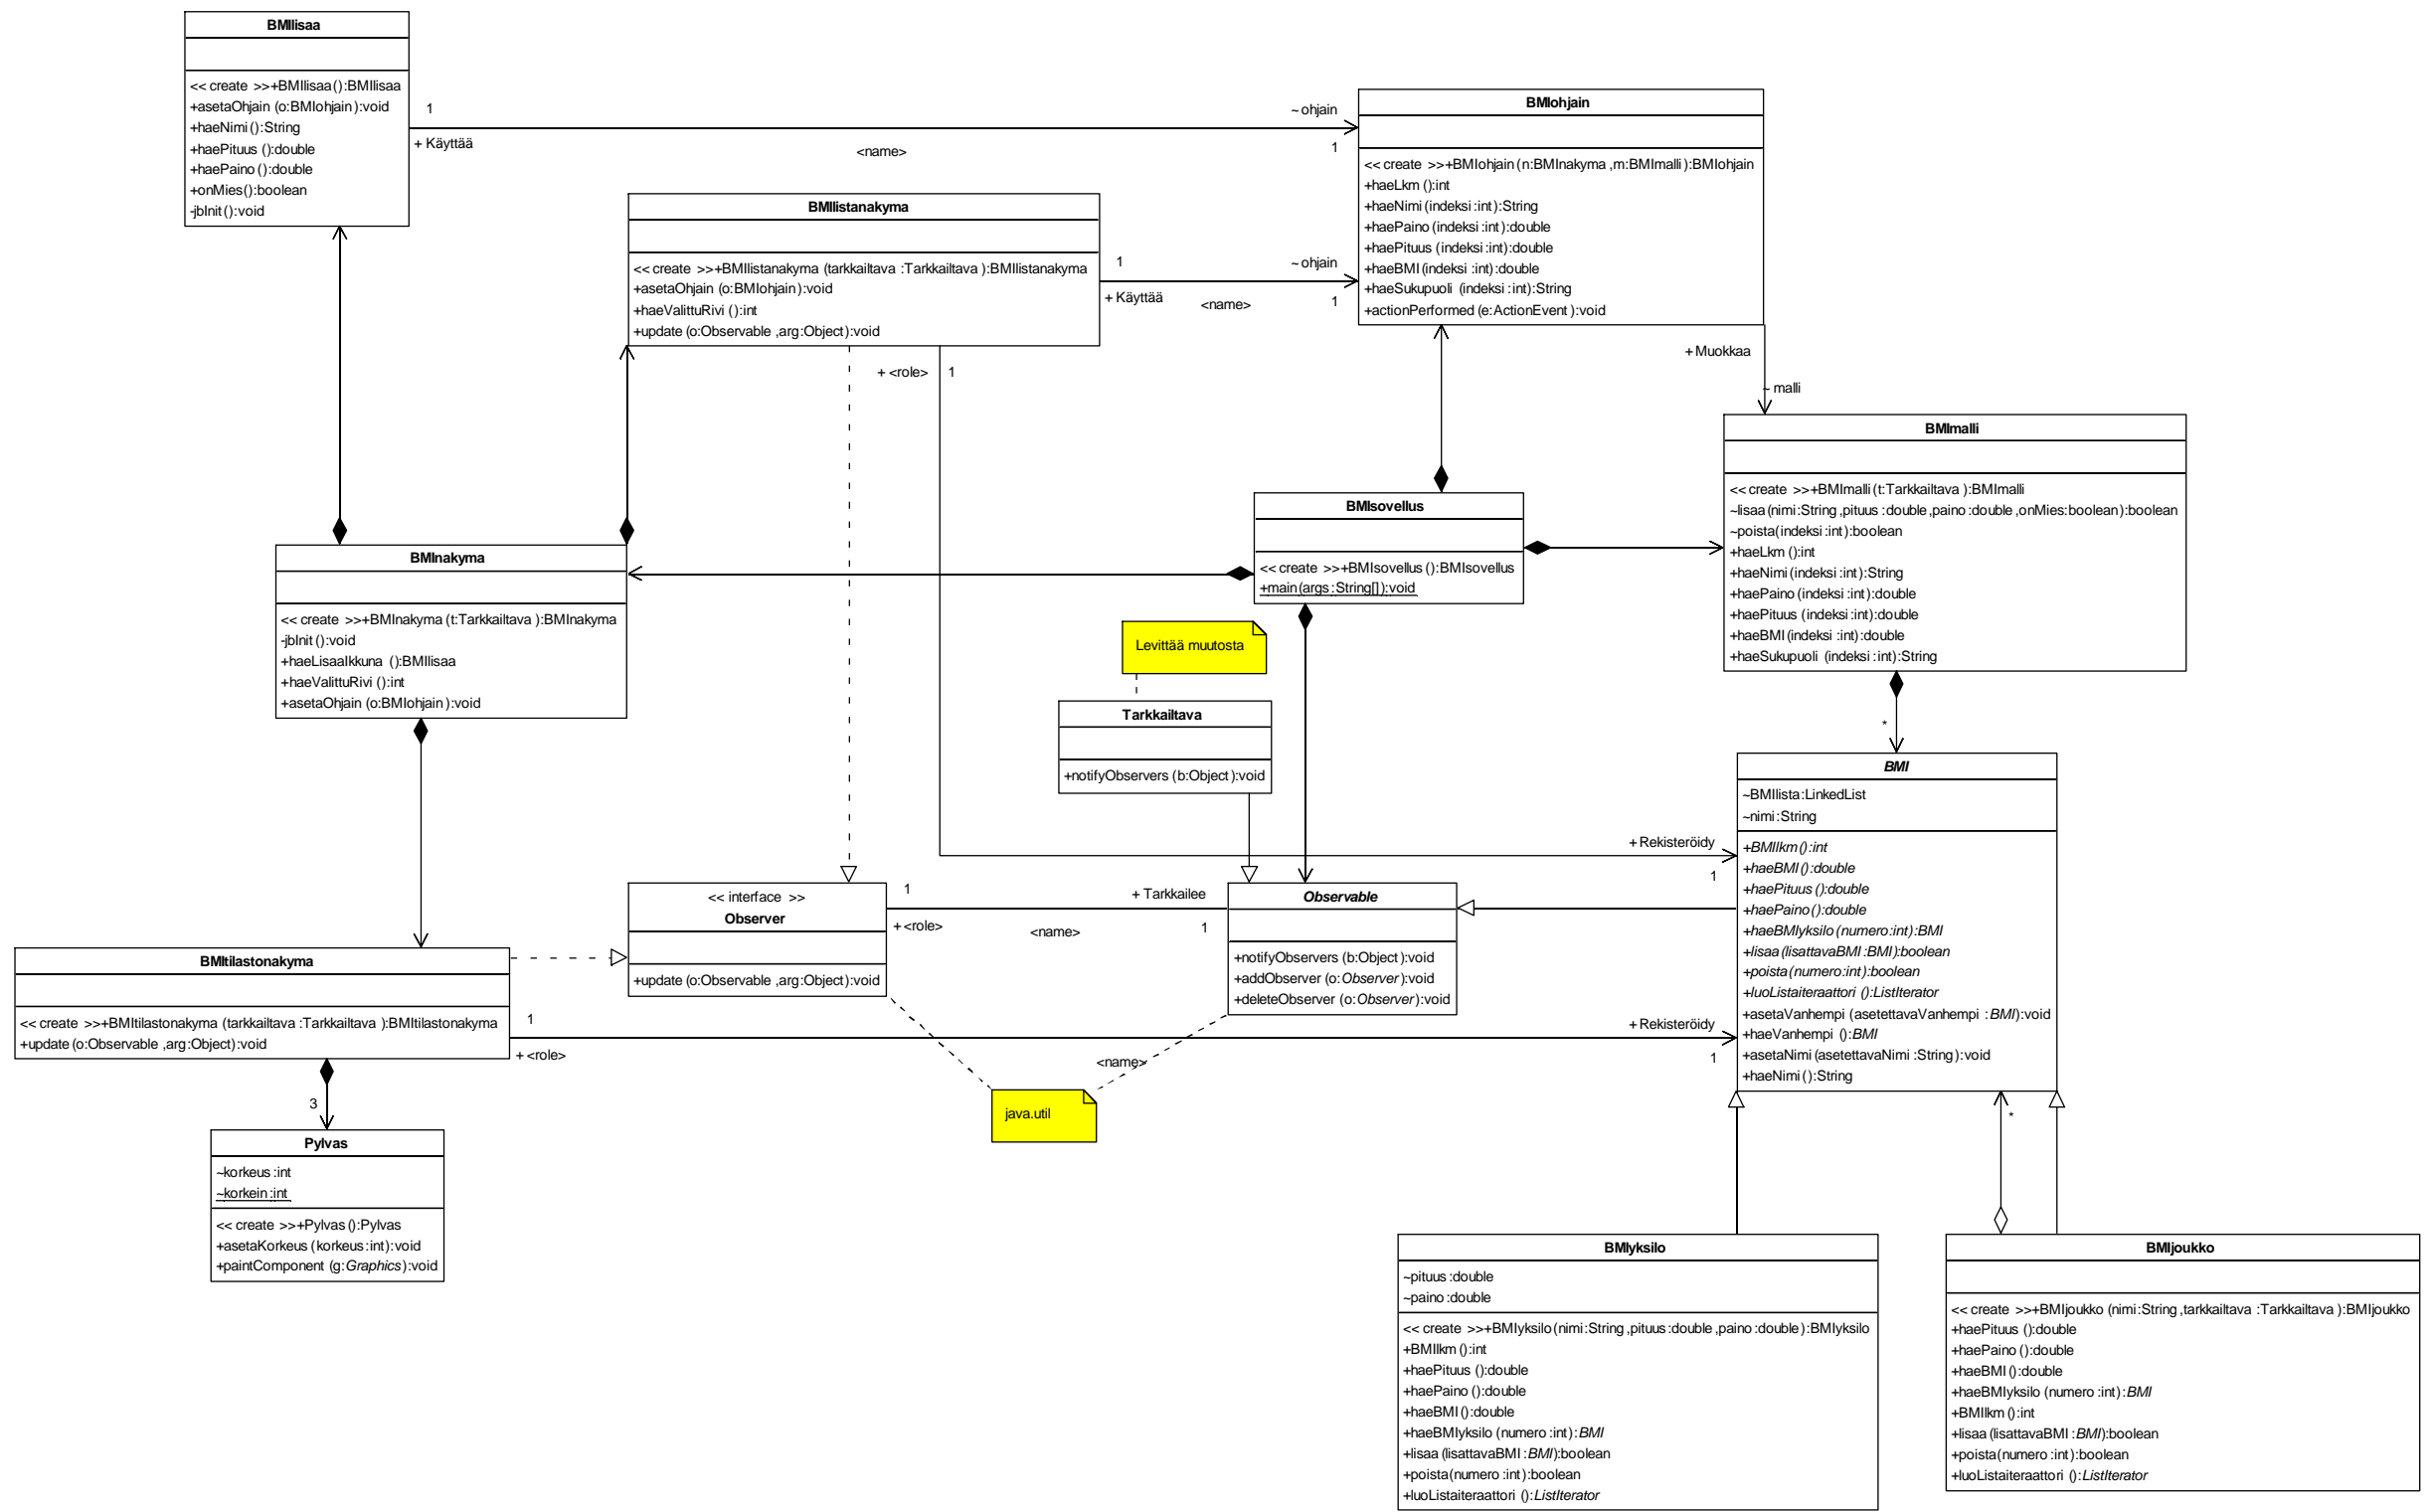 BMIlisaa
<< create >>+BMIlisaa():BMIlisaa
+asetaOhjain(o:BMIohjain):void
+haeNimi():String
+haePituus():double
+haePaino():double
+onMies():boolean
-jbInit():void
1
~ ohjain
+ Käyttää
<name>
1
BMIohjain
<< create >>+BMIohjain(n:BMInakyma,m:BMImalli):BMIohjain
+haeLkm():int
+haeNimi(indeksi:int):String
+haePaino(indeksi:int):double
+haePituus(indeksi:int):double
+haeBMI(indeksi:int):double
+haeSukupuoli(indeksi:int):String
+actionPerformed(e:ActionEvent):void
BMIlistanakyma
<< create >>+BMIlistanakyma(tarkkailtava:Tarkkailtava):BMIlistanakyma
+asetaOhjain(o:BMIohjain):void
+haeValittuRivi():int
+update(o:Observable,arg:Object):void
1
~ ohjain
+ Käyttää
<name>
1
+ <role>
1
+ Muokkaa
~ malli
BMImalli
<< create >>+BMImalli(t:Tarkkailtava):BMImalli
~lisaa(nimi:String,pituus:double,paino:double,onMies:boolean):boolean
~poista(indeksi:int):boolean
+haeLkm():int
+haeNimi(indeksi:int):String
+haePaino(indeksi:int):double
+haePituus(indeksi:int):double
+haeBMI(indeksi:int):double
+haeSukupuoli(indeksi:int):String
BMIsovellus
<< create >>+BMIsovellus():BMIsovellus
+main(args:String[]):void
BMInakyma
<< create >>+BMInakyma(t:Tarkkailtava):BMInakyma
-jbInit():void
+haeLisaaIkkuna():BMIlisaa
+haeValittuRivi():int
+asetaOhjain(o:BMIohjain):void
Levittää muutosta
Tarkkailtava
+notifyObservers(b:Object):void
*
BMI
~BMIlista:LinkedList
~nimi:String
+BMIlkm():int
+haeBMI():double
+haePituus():double
+haePaino():double
+haeBMIyksilo(numero:int):BMI
+lisaa(lisattavaBMI:BMI):boolean
+poista(numero:int):boolean
+luoListaiteraattori():ListIterator
+asetaVanhempi(asetettavaVanhempi:BMI):void
+haeVanhempi():BMI
+asetaNimi(asetettavaNimi:String):void
+haeNimi():String
+ Rekisteröidy
1
<< interface >>
Observer
+update(o:Observable,arg:Object):void
1
+ Tarkkailee
+ <role>
<name>
1
Observable
+notifyObservers(b:Object):void
+addObserver(o:Observer):void
+deleteObserver(o:Observer):void
BMItilastonakyma
<< create >>+BMItilastonakyma(tarkkailtava:Tarkkailtava):BMItilastonakyma
+update(o:Observable,arg:Object):void
1
+ Rekisteröidy
+ <role>
<name>
1
java.util
3
Pylvas
~korkeus:int
~korkein:int
<< create >>+Pylvas():Pylvas
+asetaKorkeus(korkeus:int):void
+paintComponent(g:Graphics):void
*
BMIyksilo
~pituus:double
~paino:double
<< create >>+BMIyksilo(nimi:String,pituus:double,paino:double):BMIyksilo
+BMIlkm():int
+haePituus():double
+haePaino():double
+haeBMI():double
+haeBMIyksilo(numero:int):BMI
+lisaa(lisattavaBMI:BMI):boolean
+poista(numero:int):boolean
+luoListaiteraattori():ListIterator
BMIjoukko
<< create >>+BMIjoukko(nimi:String,tarkkailtava:Tarkkailtava):BMIjoukko
+haePituus():double
+haePaino():double
+haeBMI():double
+haeBMIyksilo(numero:int):BMI
+BMIlkm():int
+lisaa(lisattavaBMI:BMI):boolean
+poista(numero:int):boolean
+luoListaiteraattori():ListIterator